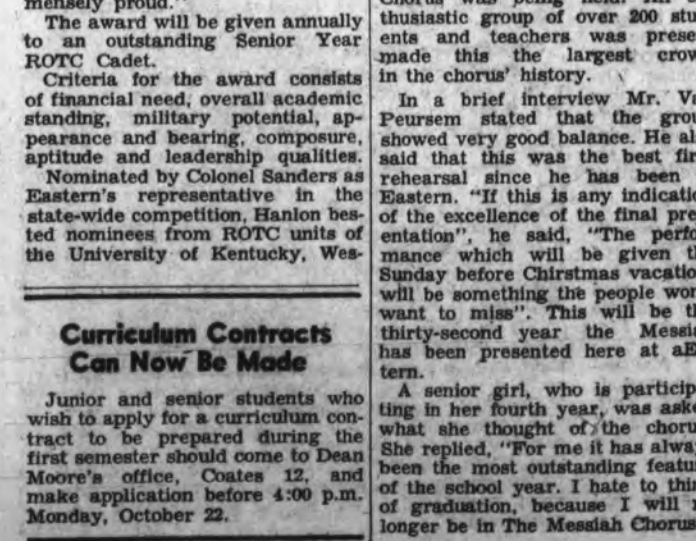 mensely proud."
The award will be given annually
to an outstanding Senior Year
ROTC Cadet.
Criteria for the award consists
of financial need, overall academic
standing, military potential, ap-
pearance and bearing, composure,
aptitude and leadership qualities.
Nominated by Colonel Sanders as
Eastern's representative in the
state-wide competition, Hanlon bes-
ted nominees from ROTC units of
the University of Kentucky, Wes-
Curriculum Contracts
Can Now Be Made
Junior and senior students who
wish to apply for a curriculum con-
tract to be prepared during the
first semester should come to Dean
Moore's office, Coates 12, and
make application before 4:00 p.m.
Monday, October 22.
Chorus was being held.
thusiastic group of over 200 stu
ents and teachers was prese
made this the largest crow
in the chorus' history.
In a brief interview Mr. Va
Peursem stated that the grou
showed very good balance. He al
said that this was the best fir
rehearsal since he has been
Eastern. "If this is any indicatio
of the excellence of the final pre
entation", he said, "The perfo
mance which will be given th
Sunday before Chirstmas vacatio
will be something the people won
want to miss". This will be th
thirty-second year the Messia
has been presented here at aE
tern.
A senior girl, who is particip
ting in her fourth year, was aske
what she thought of the choru
She replied, "For me it has alwa
been the most outstanding featu
of the school year. I hate to thin
of graduation, because I will n
longer be in The Messiah Chorus